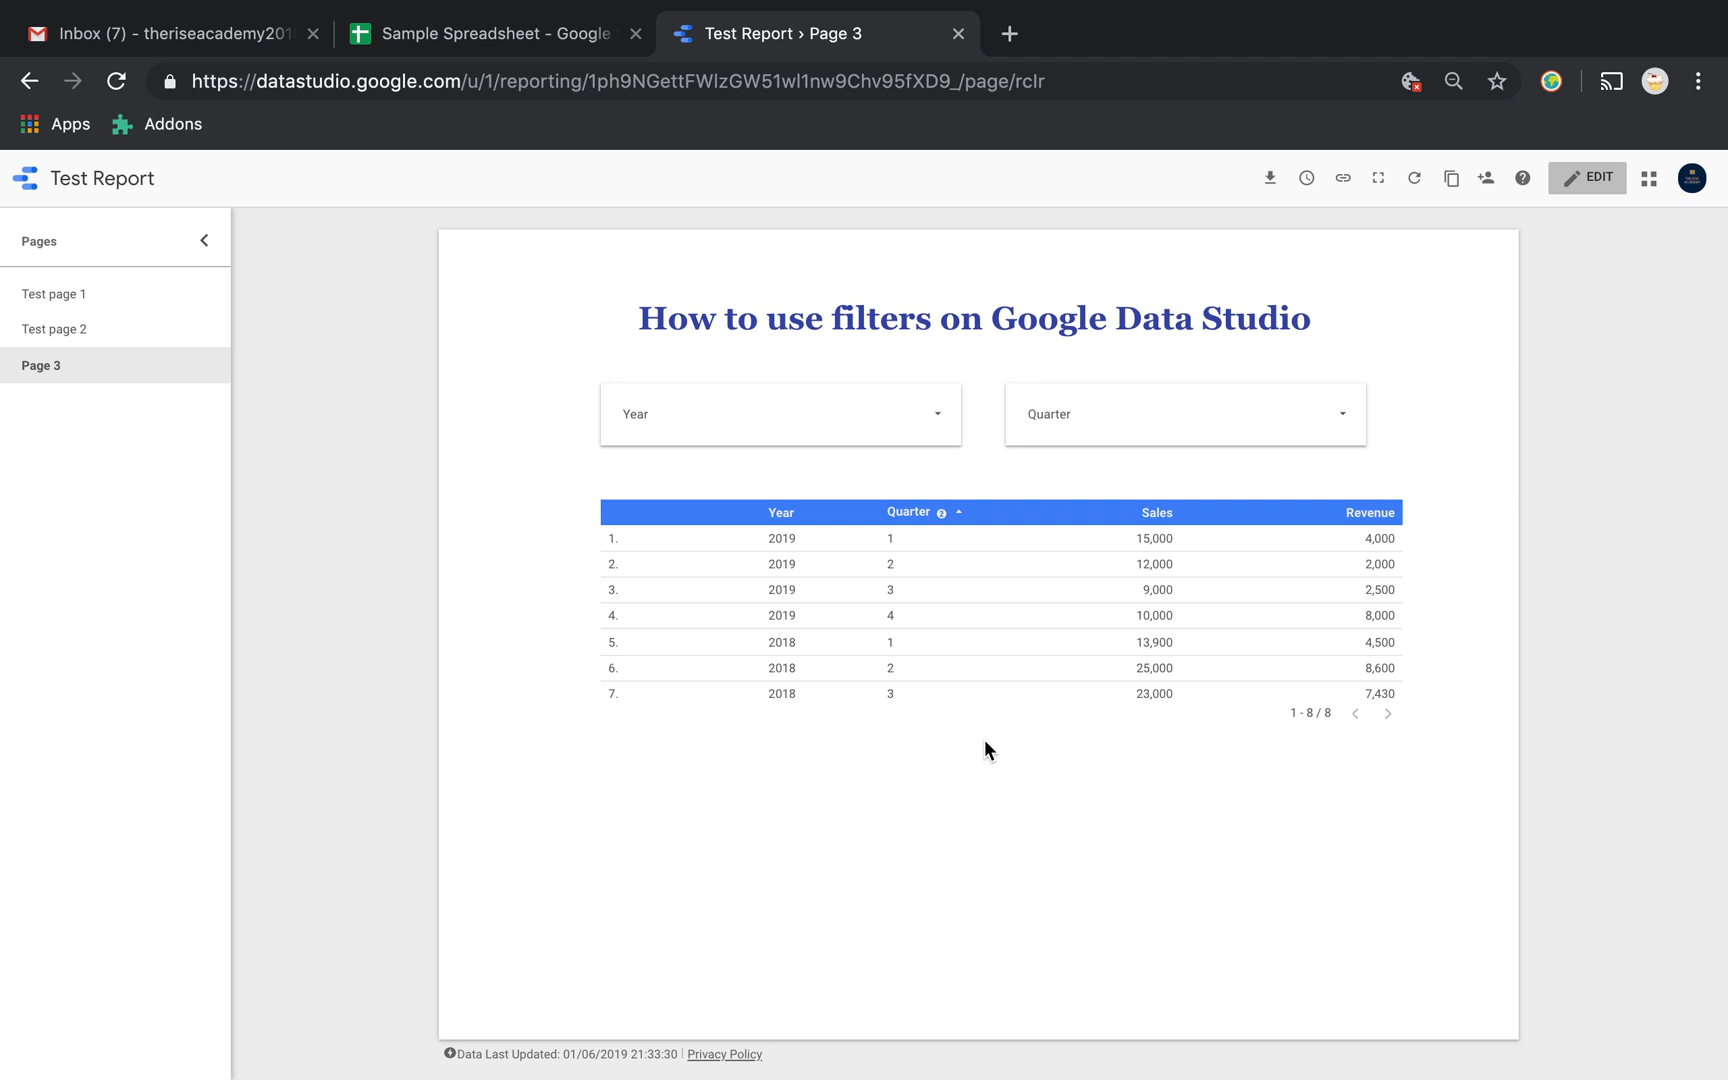 Inbox (7) - theriseacademy201
Sample Spreadsheet - Google
Test Report › Page 3
https://datastudio.google.com/u/1/reporting/1ph9NGettFWIzGW51wl1nw9Chv95fXD9_/page/rcIr
Apps
Addons
Test Report
EDIT
Pages
Test page 1
Test page 2
Page 3
How to use filters on Google Data Studio
Year
Quarter
Year Quarter 2 Sales Revenue
1. 2019 1 15,000 4,000
2. 2019 2 12,000 2,000
3. 2019 3 9,000 2,500
4. 2019 4 10,000 8,000
5. 2018 1 13,900 4,500
6. 2018 2 25,000 8,600
7. 2018 3 23,000 7,430
1 - 8 / 8
Data Last Updated: 01/06/2019 21:33:30
Privacy Policy